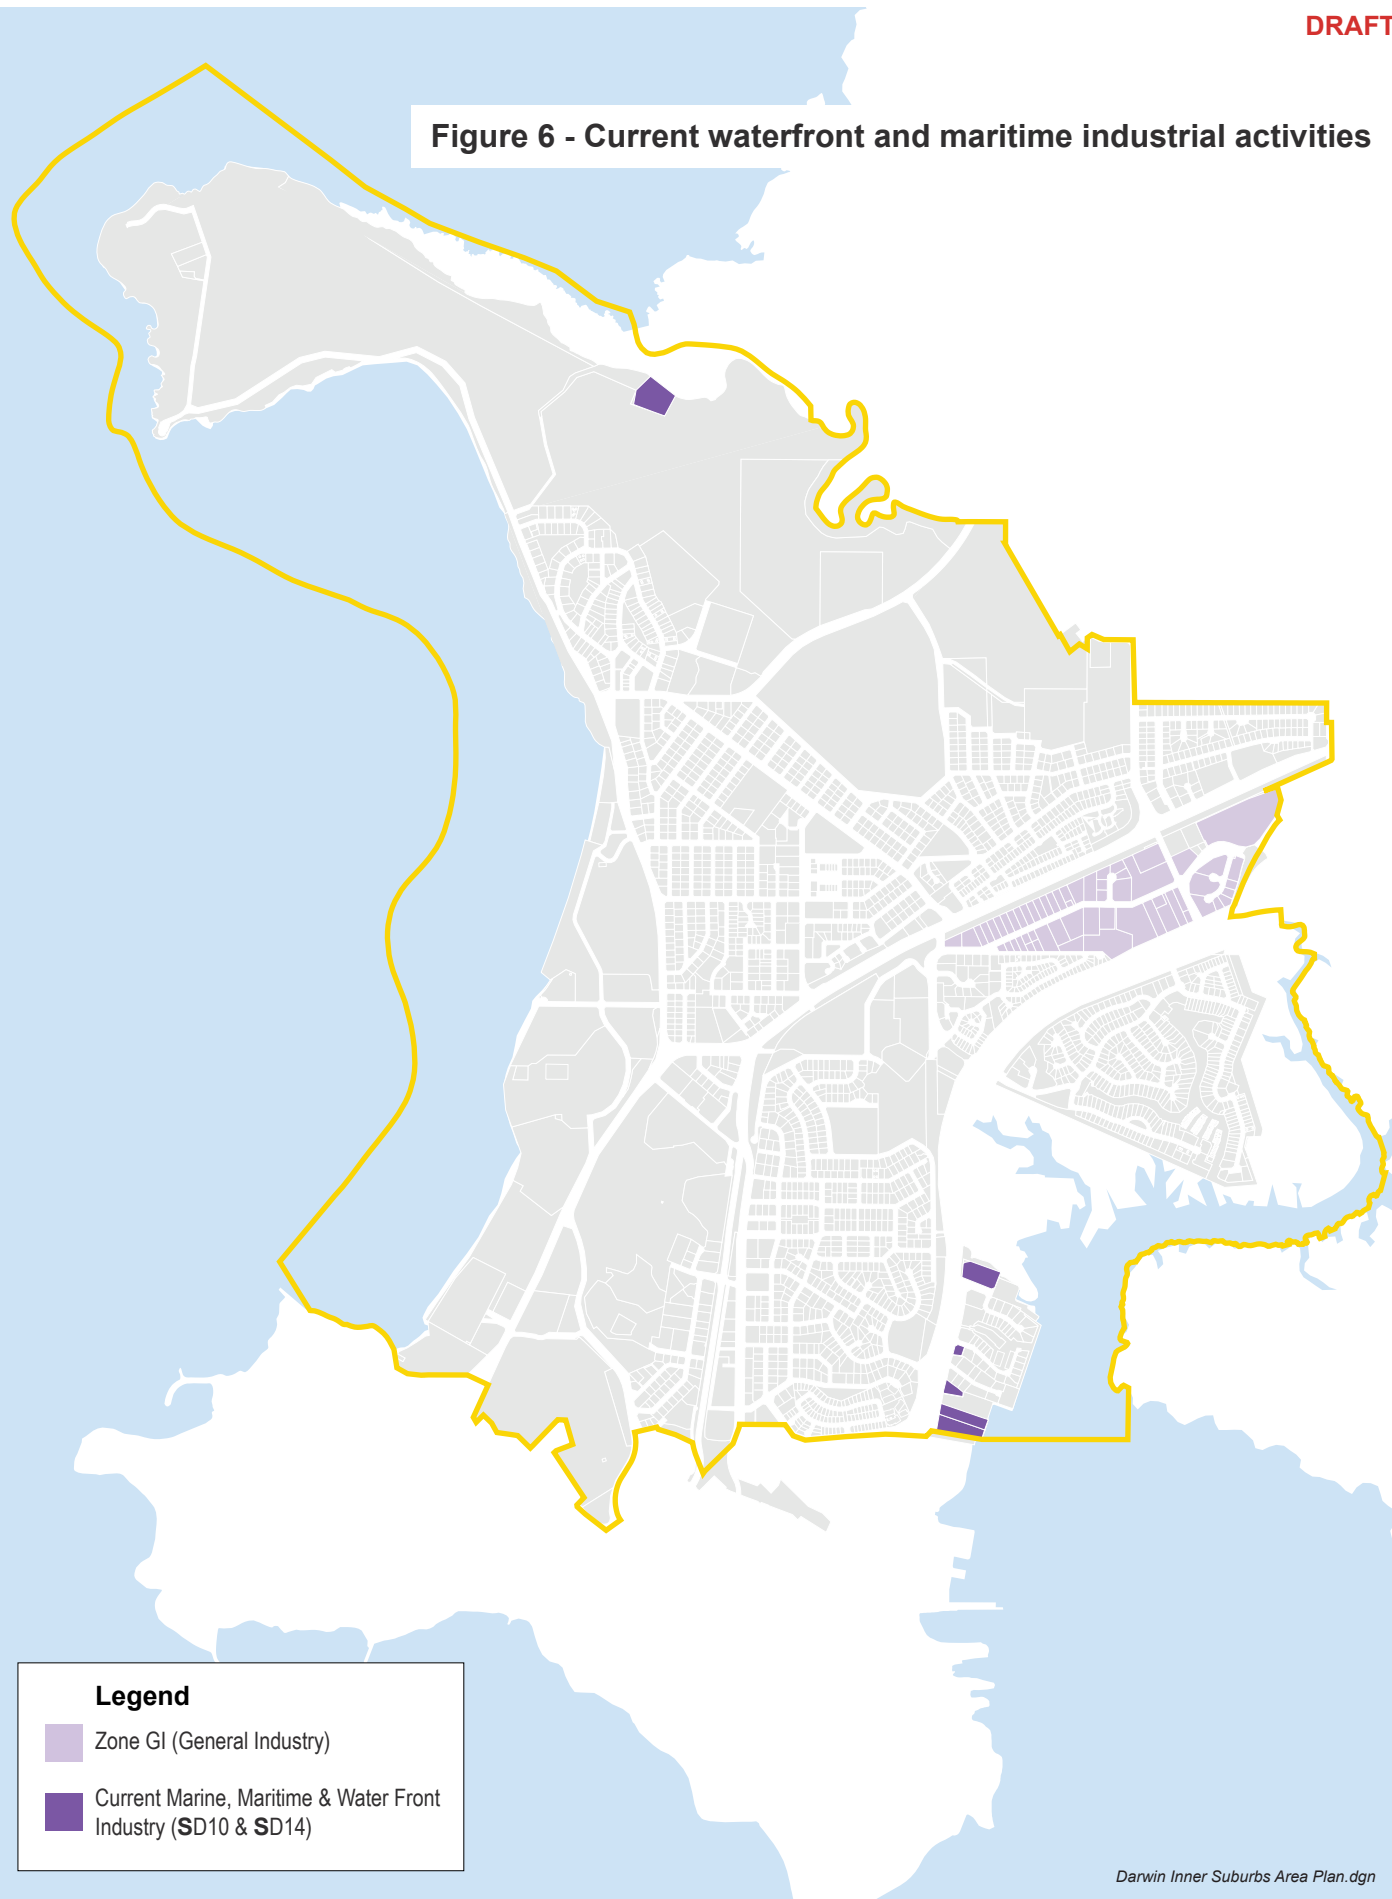 DRAFT
Figure 6 - Current waterfront and maritime industrial activities
Legend
Zone GI (General Industry)
Current Marine, Maritime & Water Front
Industry (SD10 & SD14)
Darwin Inner Suburbs Area Plan.dgn